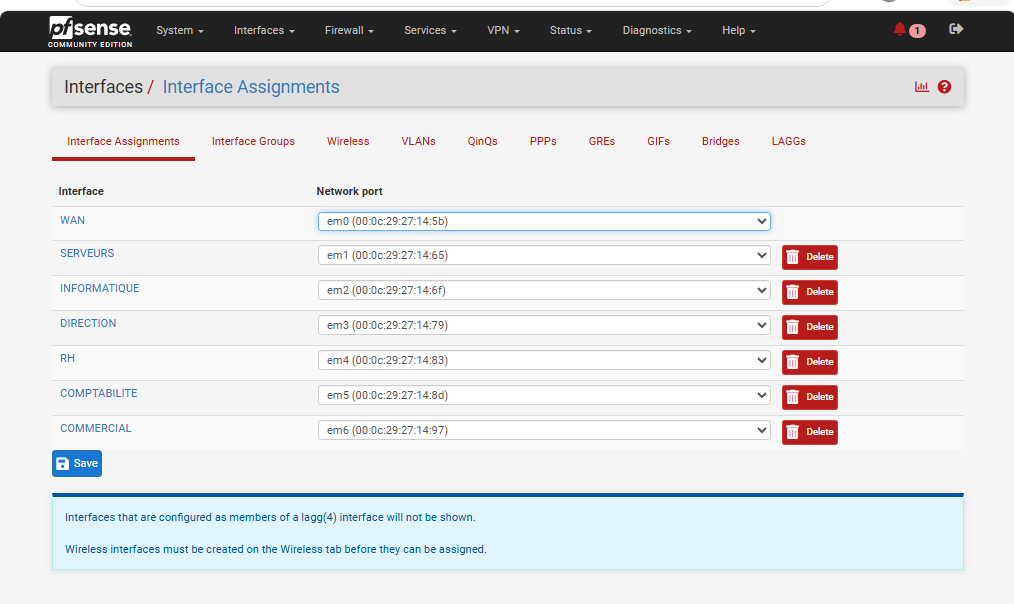 pfsense System Interfaces Firewall Services VPN Status Diagnostics Help 1
COMMUNITY EDITION
Interfaces / Interface Assignments
Interface Assignments Interface Groups Wireless VLANs QinQs PPPs GREs GIFs Bridges LAGGs
Interface Network port
WAN em0 (00:0c:29:27:14:5b)
SERVEURS em1 (00:0c:29:27:14:65) Delete
INFORMATIQUE em2 (00:0c:29:27:14:6f) Delete
DIRECTION em3 (00:0c:29:27:14:79) Delete
RH em4 (00:0c:29:27:14:83) Delete
COMPTABILITE em5 (00:0c:29:27:14:8d) Delete
COMMERCIAL em6 (00:0c:29:27:14:97) Delete
Save
Interfaces that are configured as members of a lagg(4) interface will not be shown.
Wireless interfaces must be created on the Wireless tab before they can be assigned.